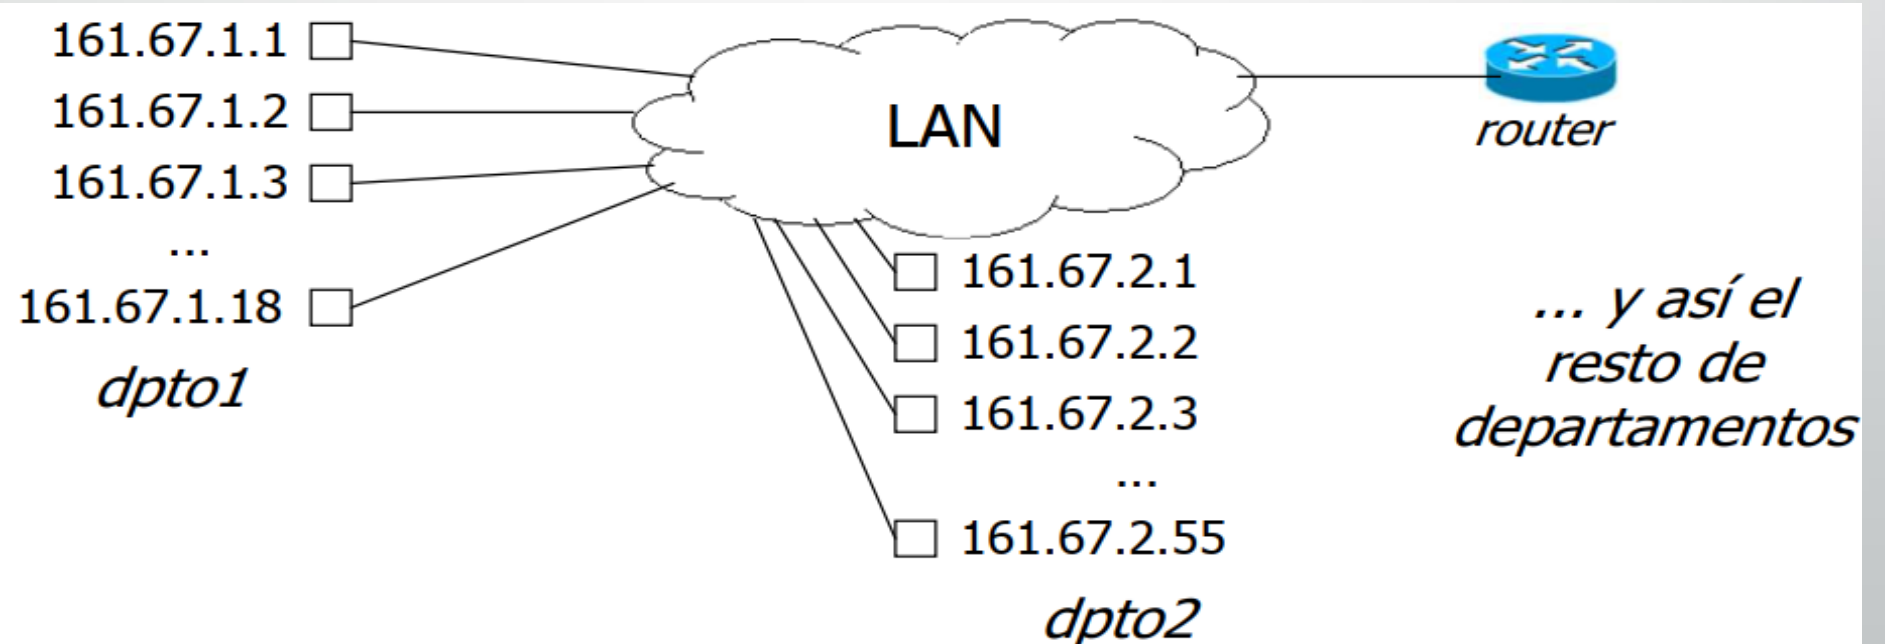 161.67.1.1
161.67.1.2
161.67.1.3
...
161.67.1.18
dpto1
LAN
router
161.67.2.1
161.67.2.2
161.67.2.3
...
161.67.2.55
dpto2
... y así el
resto de
departamentos